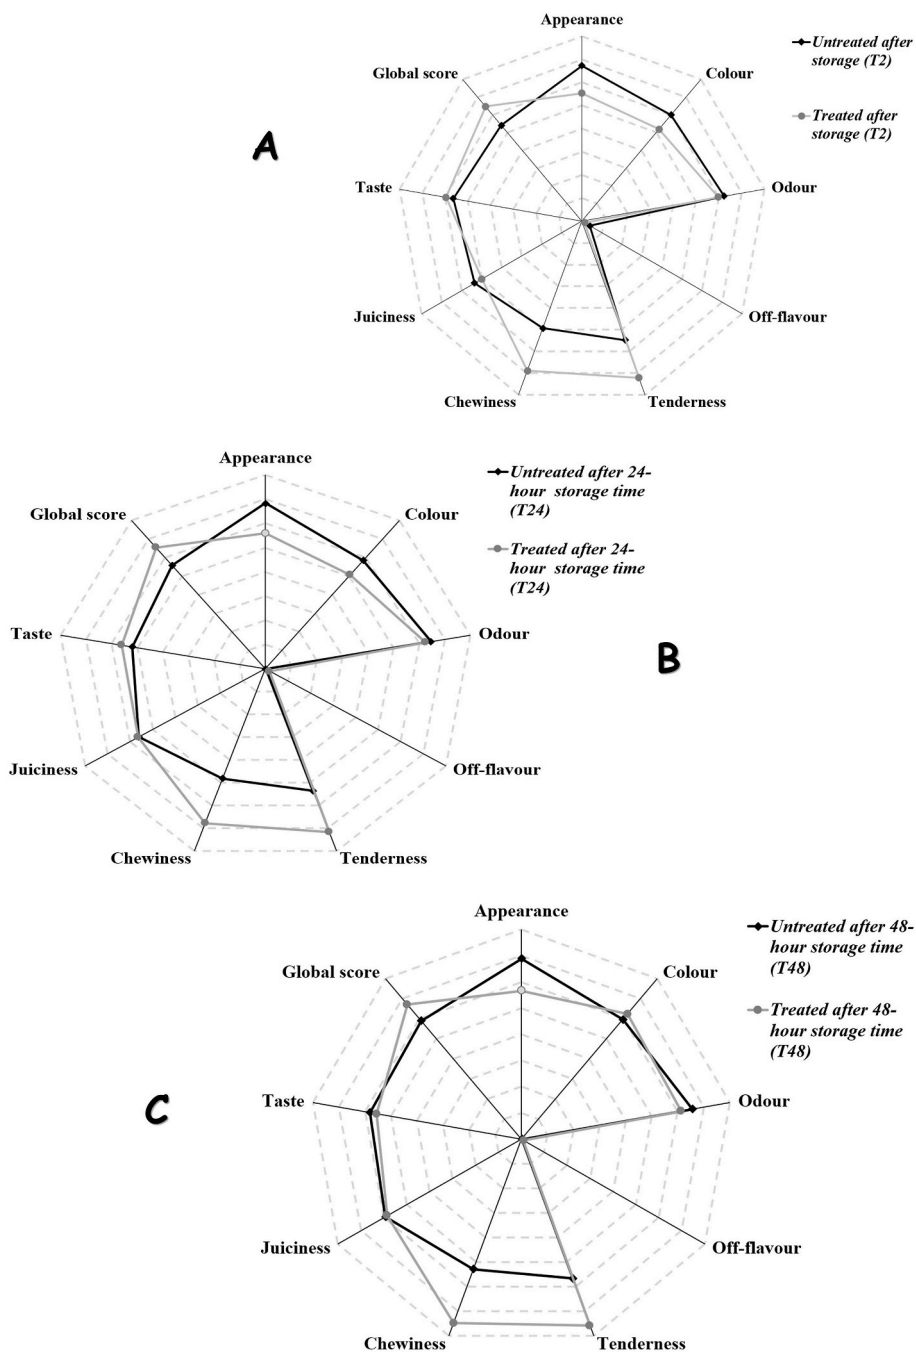 Appearance
Untreated after
storage (T2)
Global score
Colour
Treated after
storage (T2)
A
Taste
Odour
Juiciness
Off-flavour
Chewiness
Tenderness
Appearance
Untreated after 24-
hour storage time
(T24)
Global score
Colour
Treated after 24-
hour storage time
(T24)
Taste
Odour
B
Juiciness
Off-flavour
Chewiness
Tenderness
Appearance
Untreated after 48-
hour storage time
(T48)
Global score
Colour
Treated after 48-
hour storage time
(T48)
C
Taste
Odour
Juiciness
Off-flavour
Chewiness
Tenderness